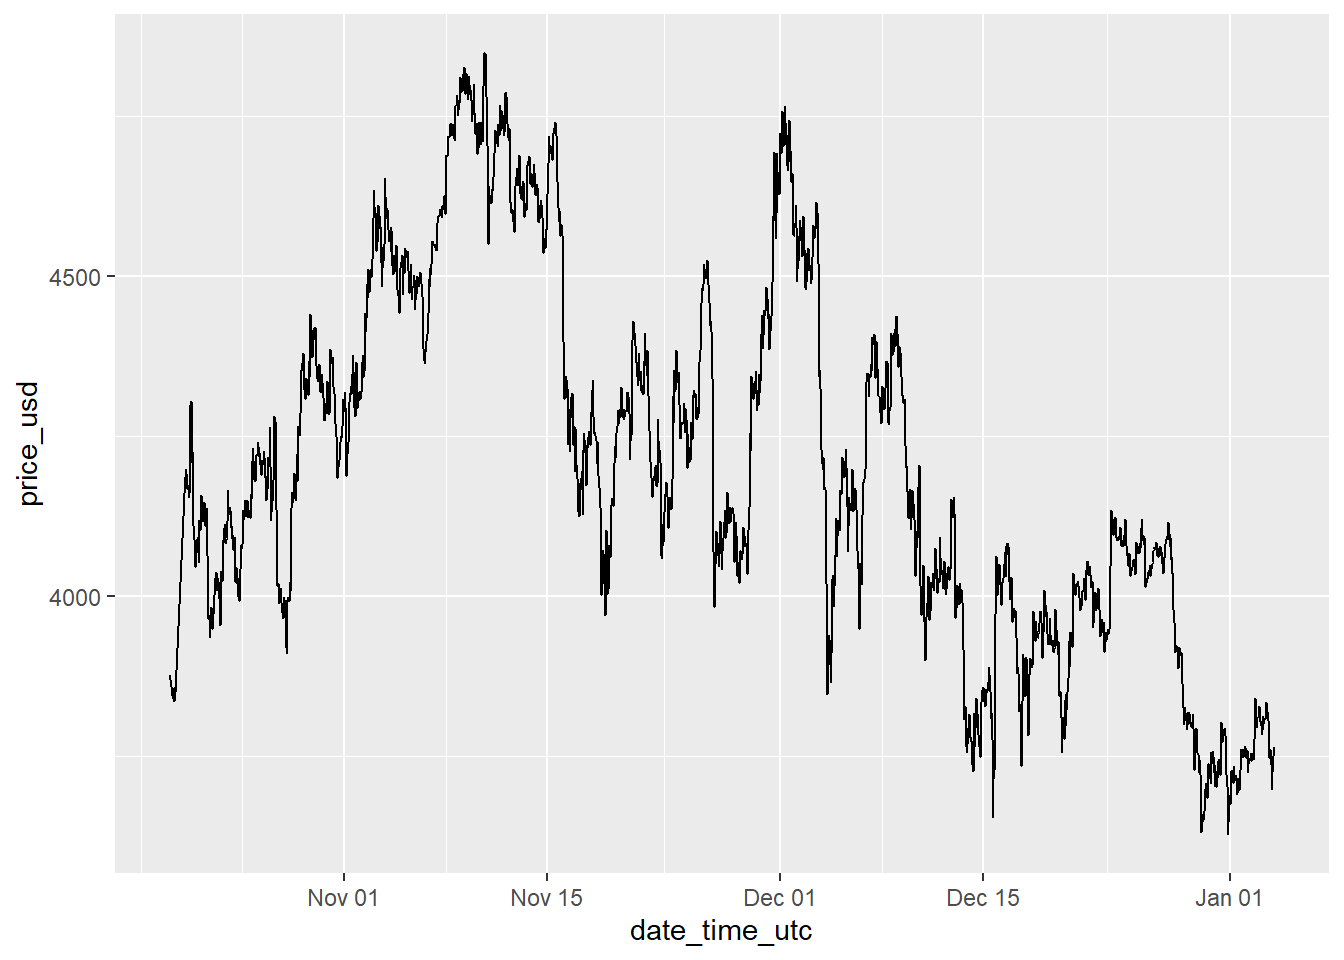 price_usd
4500
4000
Nov 01
Nov 15
Dec 01
Dec 15
Jan 01
date_time_utc